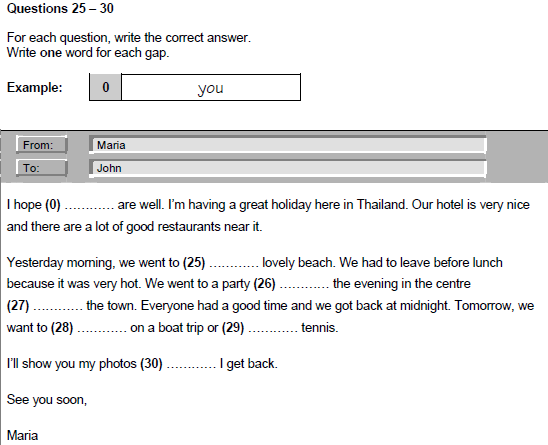 Questions 25 – 30
For each question, write the correct answer.
Write one word for each gap.
Example: 0 you
From: Maria
To: John
I hope (0) ………… are well. I'm having a great holiday here in Thailand. Our hotel is very nice
and there are a lot of good restaurants near it.
Yesterday morning, we went to (25) ………… lovely beach. We had to leave before lunch
because it was very hot. We went to a party (26) ………… the evening in the centre
(27) ………… the town. Everyone had a good time and we got back at midnight. Tomorrow, we
want to (28) ………… on a boat trip or (29) ………… tennis.
I'll show you my photos (30) ………… I get back.
See you soon,
Maria